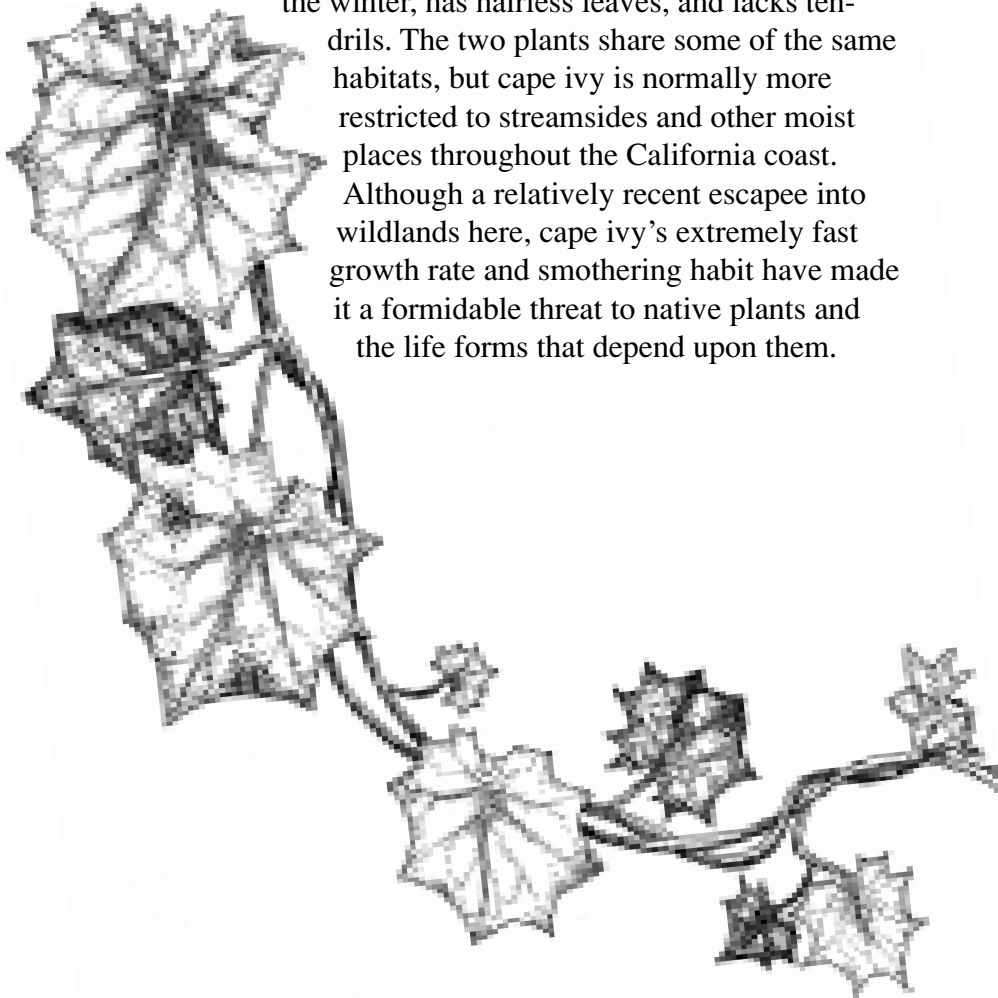 the winter, has hairless leaves, and lacks ten-
drils. The two plants share some of the same
habitats, but cape ivy is normally more
restricted to streamsides and other moist
places throughout the California coast.
Although a relatively recent escapee into
wildlands here, cape ivy’s extremely fast
growth rate and smothering habit have made
it a formidable threat to native plants and
the life forms that depend upon them.